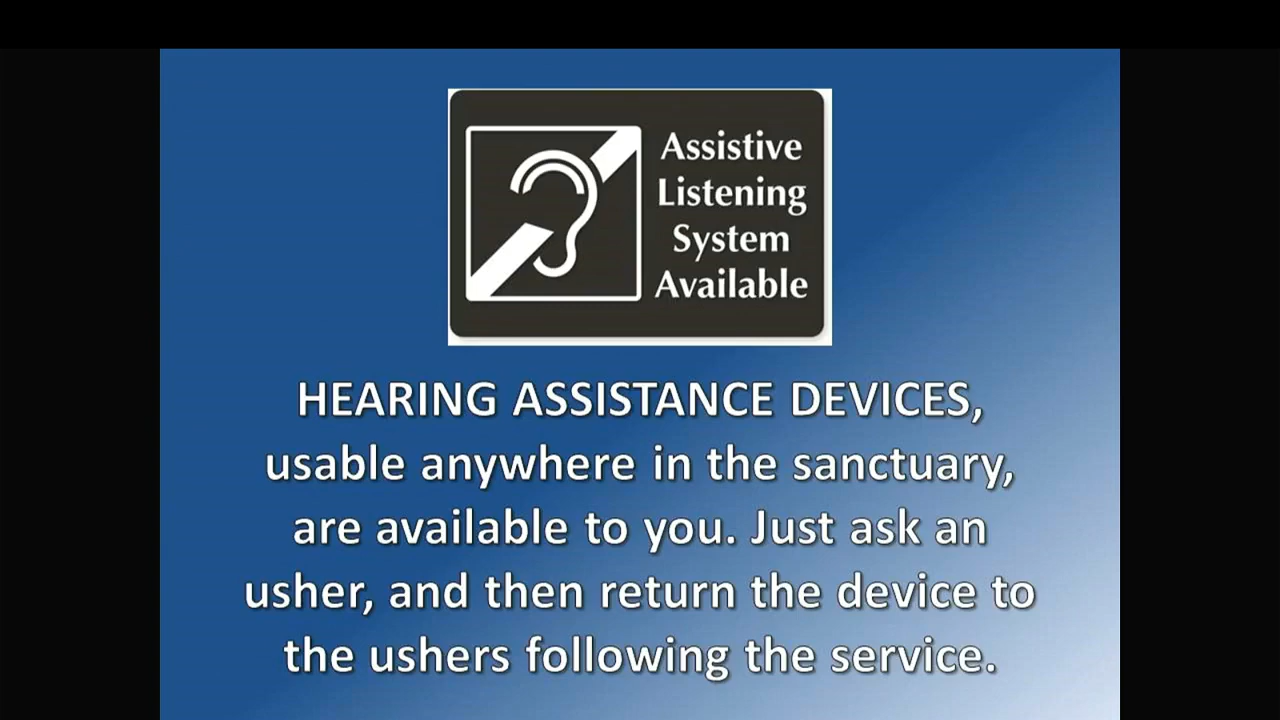 Assistive
Listening
System
Available
HEARING ASSISTANCE DEVICES,
usable anywhere in the sanctuary,
are available to you. Just ask an
usher, and then return the device to
the ushers following the service.